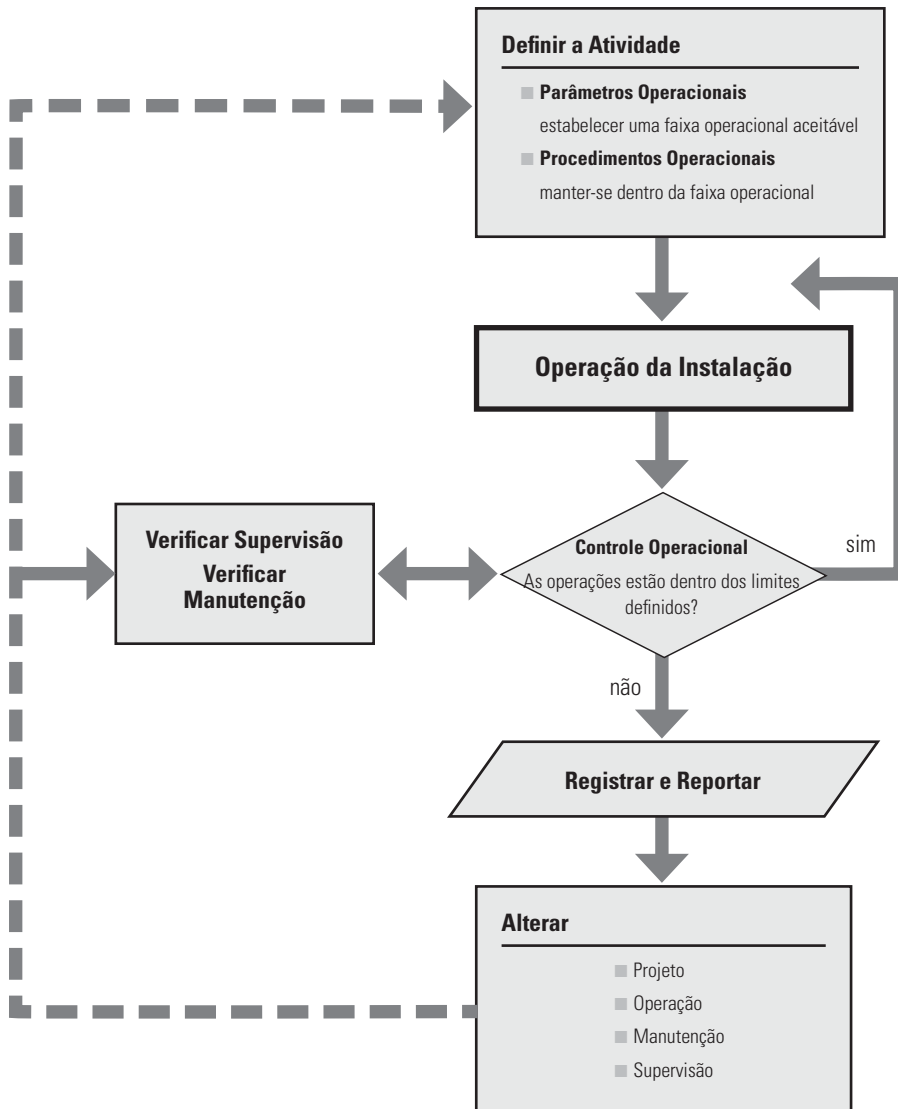 Definir a Atividade
Parâmetros Operacionais
estabelecer uma faixa operacional aceitável
Procedimentos Operacionais
manter-se dentro da faixa operacional
Operação da Instalação
Verificar Supervisão
Verificar
Manutenção
Controle Operacional
As operações estão dentro dos limites
definidos?
sim
não
Registrar e Reportar
Alterar
Projeto
Operação
Manutenção
Supervisão